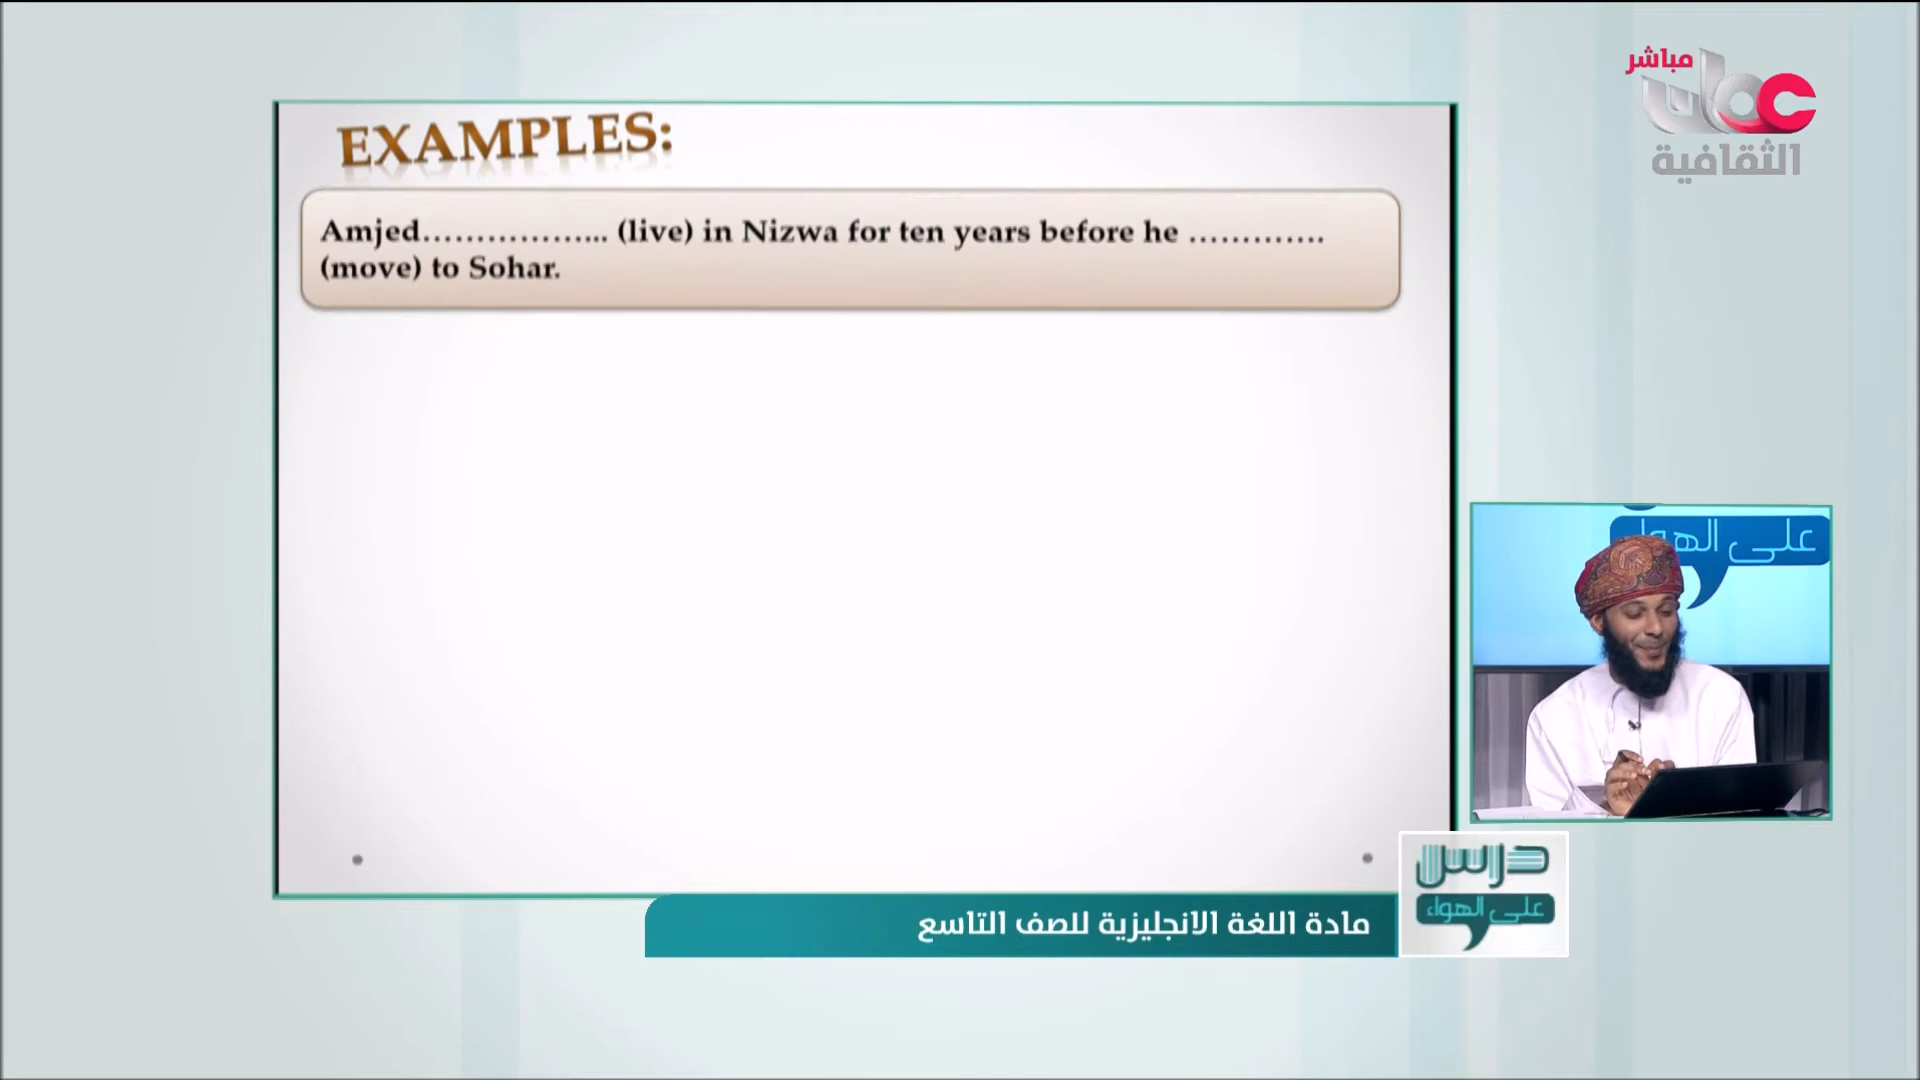 مباشر
عمان
الثقافية
EXAMPLES:
Amjed……………... (live) in Nizwa for ten years before he ………….
(move) to Sohar.
على الهواء
درس
على الهواء
مادة اللغة الانجليزية للصف التاسع